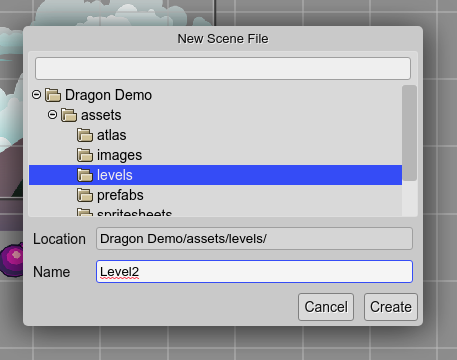 New Scene File
Dragon Demo
assets
atlas
images
levels
prefabs
spritesheets
Location Dragon Demo/assets/levels/
Name Level2
Cancel Create